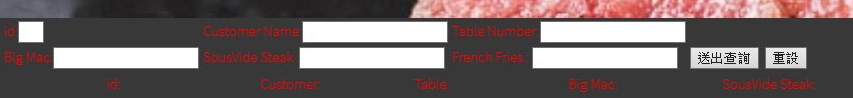 id: Customer Name: Table Number:
Big Mac: SousVide Steak: French Fries: 送出查詢 重設
id: Customer: Table: Big Mac: SousVide Steak: